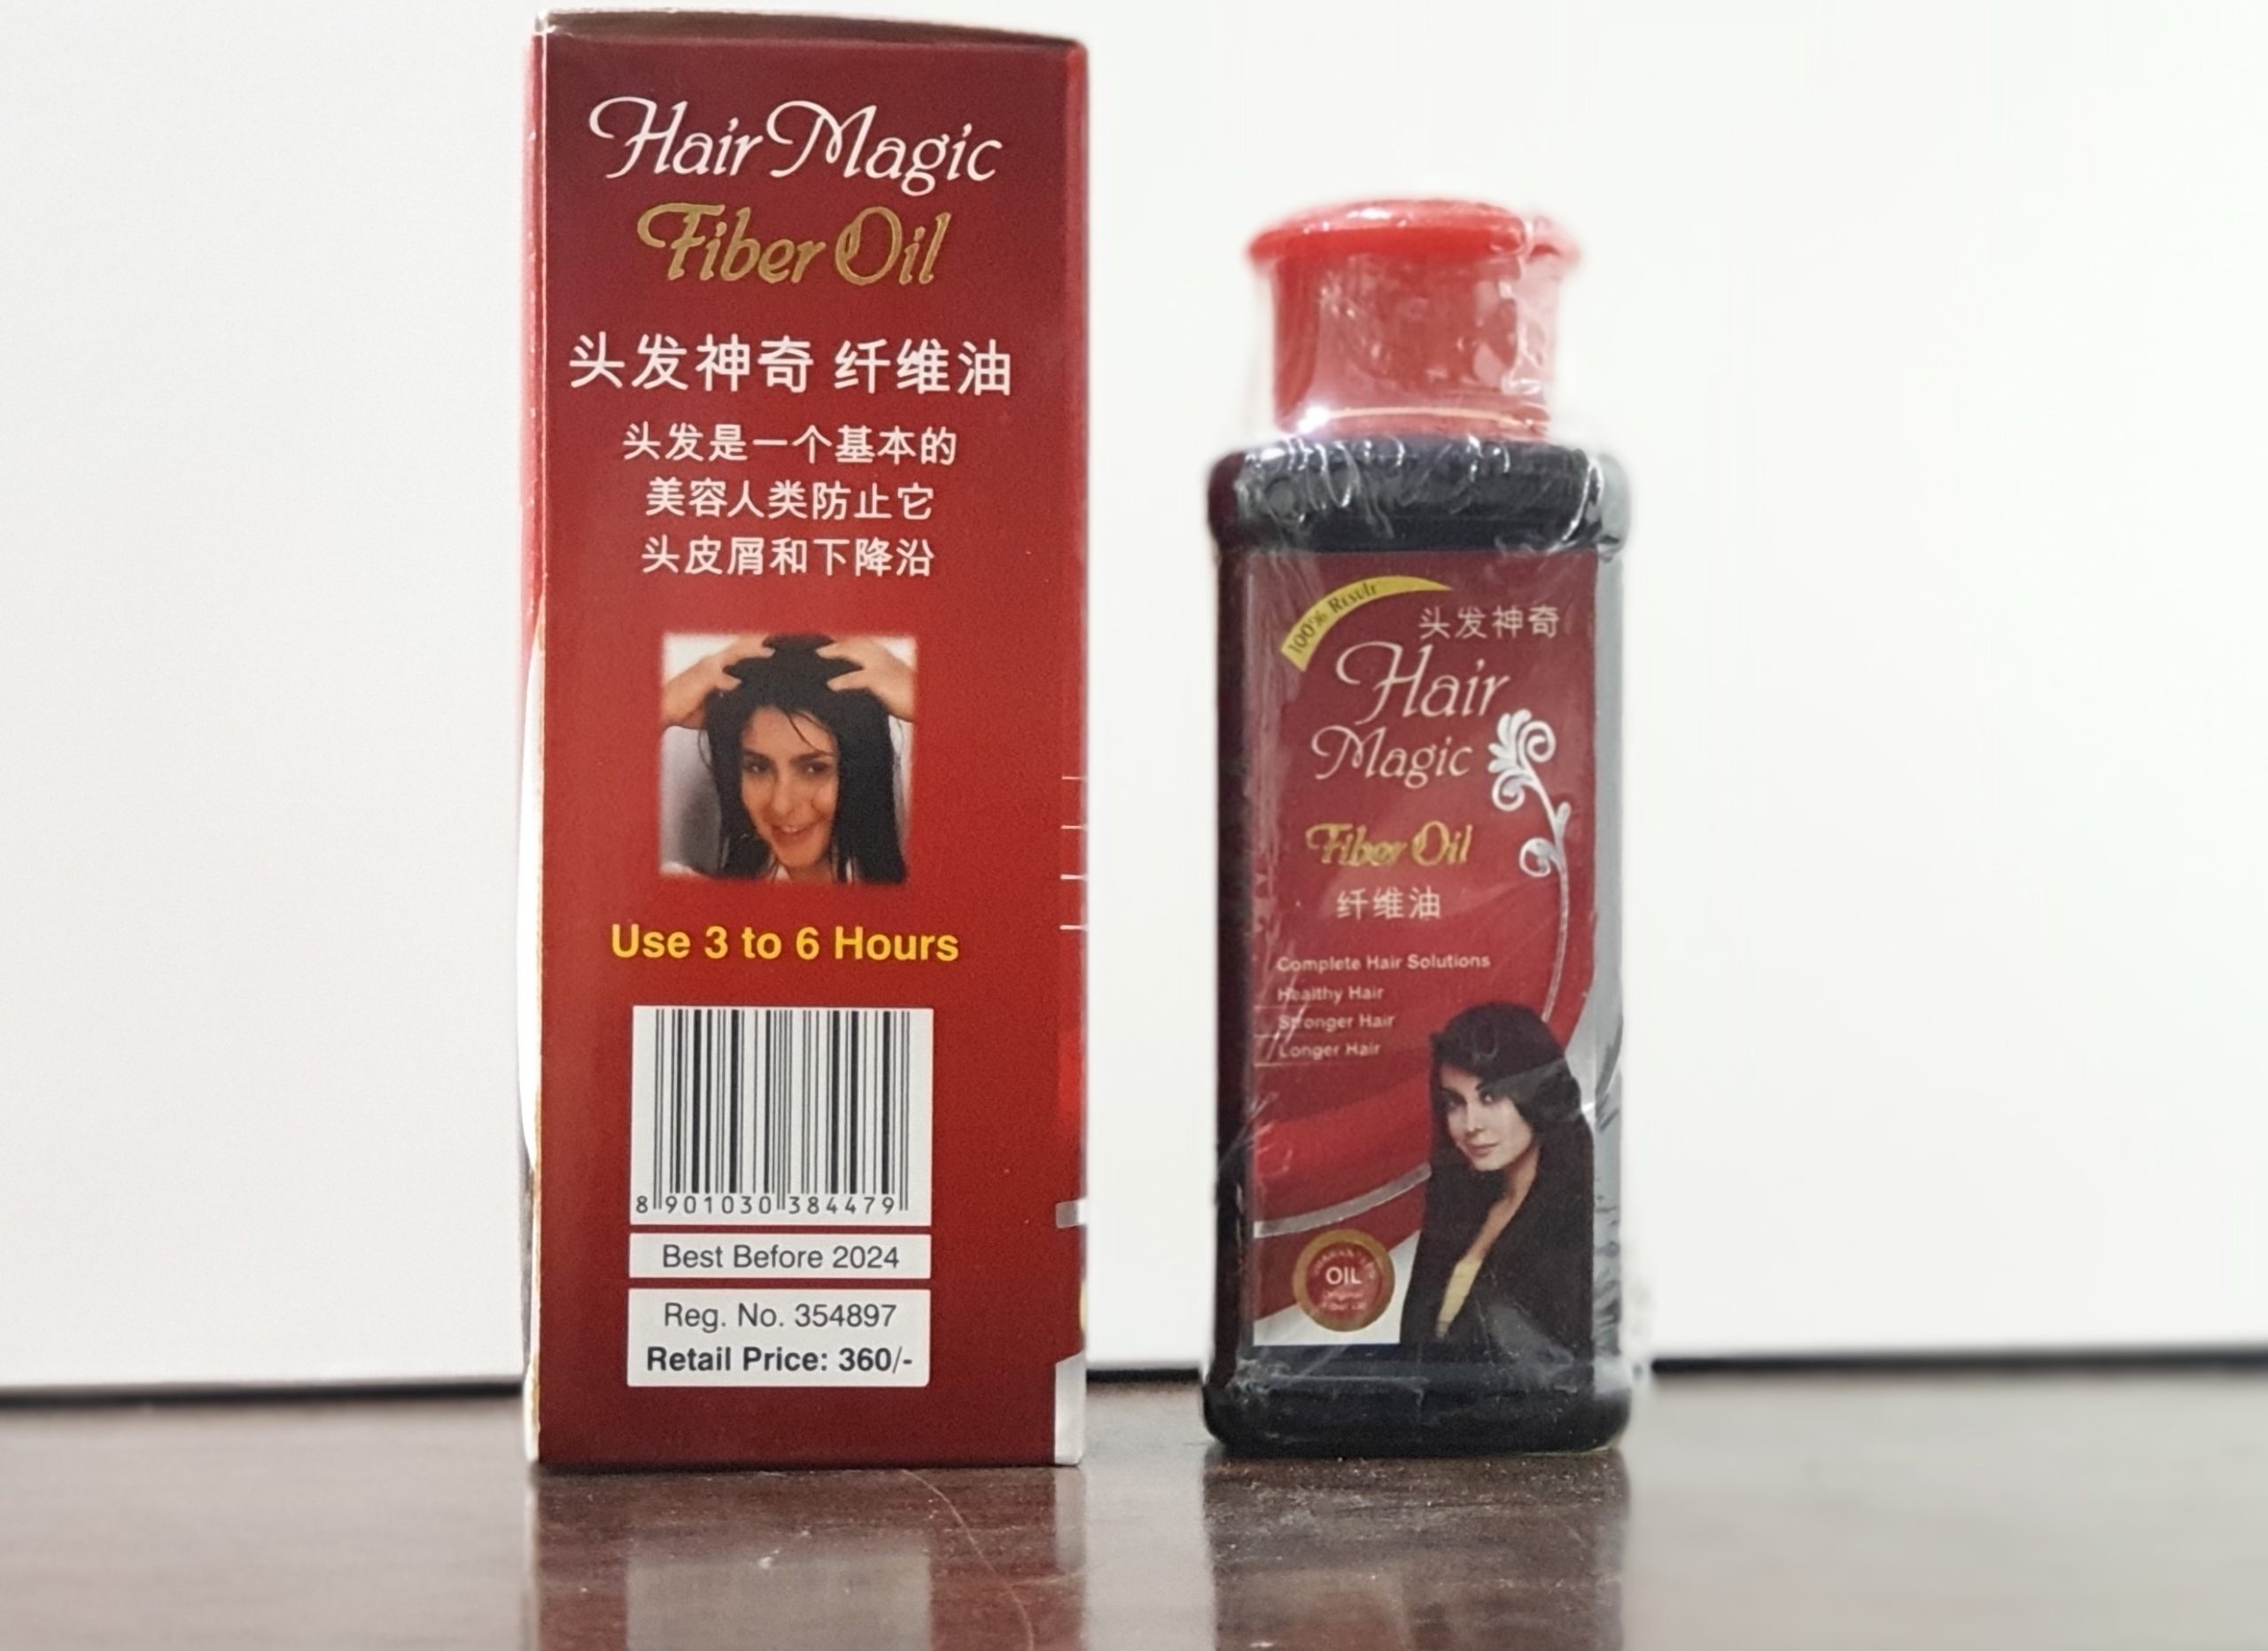 Hair Magic
Fiber Oil
头发神奇 纤维油
头发是一个基本的
美容人类防止它
头皮屑和下降沿
Use 3 to 6 Hours
8 901030 384479
Best Before 2024
Reg. No. 354897
Retail Price: 360/-
100% Result
头发神奇
Hair
Magic
Fiber Oil
纤维油
Complete Hair Solutions
Healthy Hair
Stronger Hair
Longer Hair
OIL
Original
Fiber Oil